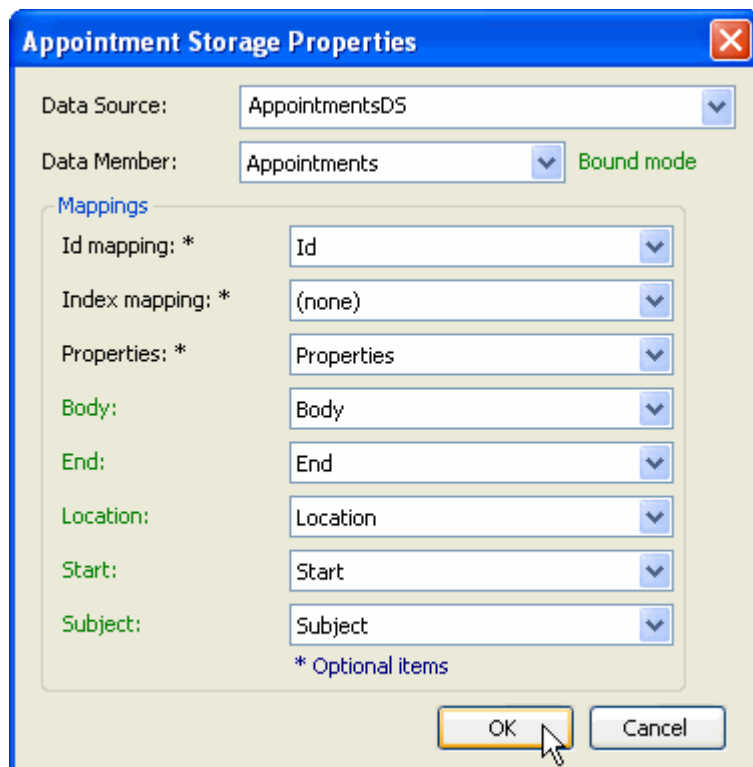 Appointment Storage Properties
Data Source: AppointmentsDS
Data Member: Appointments Bound mode
Mappings
Id mapping: * Id
Index mapping: * (none)
Properties: * Properties
Body: Body
End: End
Location: Location
Start: Start
Subject: Subject
* Optional items
OK Cancel